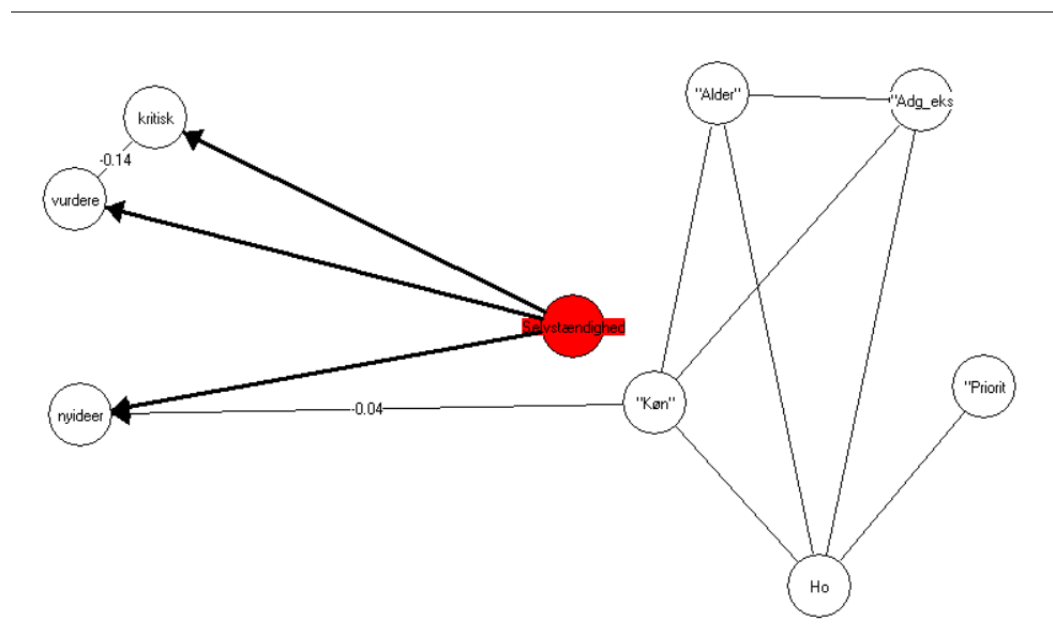 "Alder"
"Adg_eks
kritisk
-0.14
vurdere
Selvstændighed
"Priorit
"Køn"
-0.04
nyideer
Ho